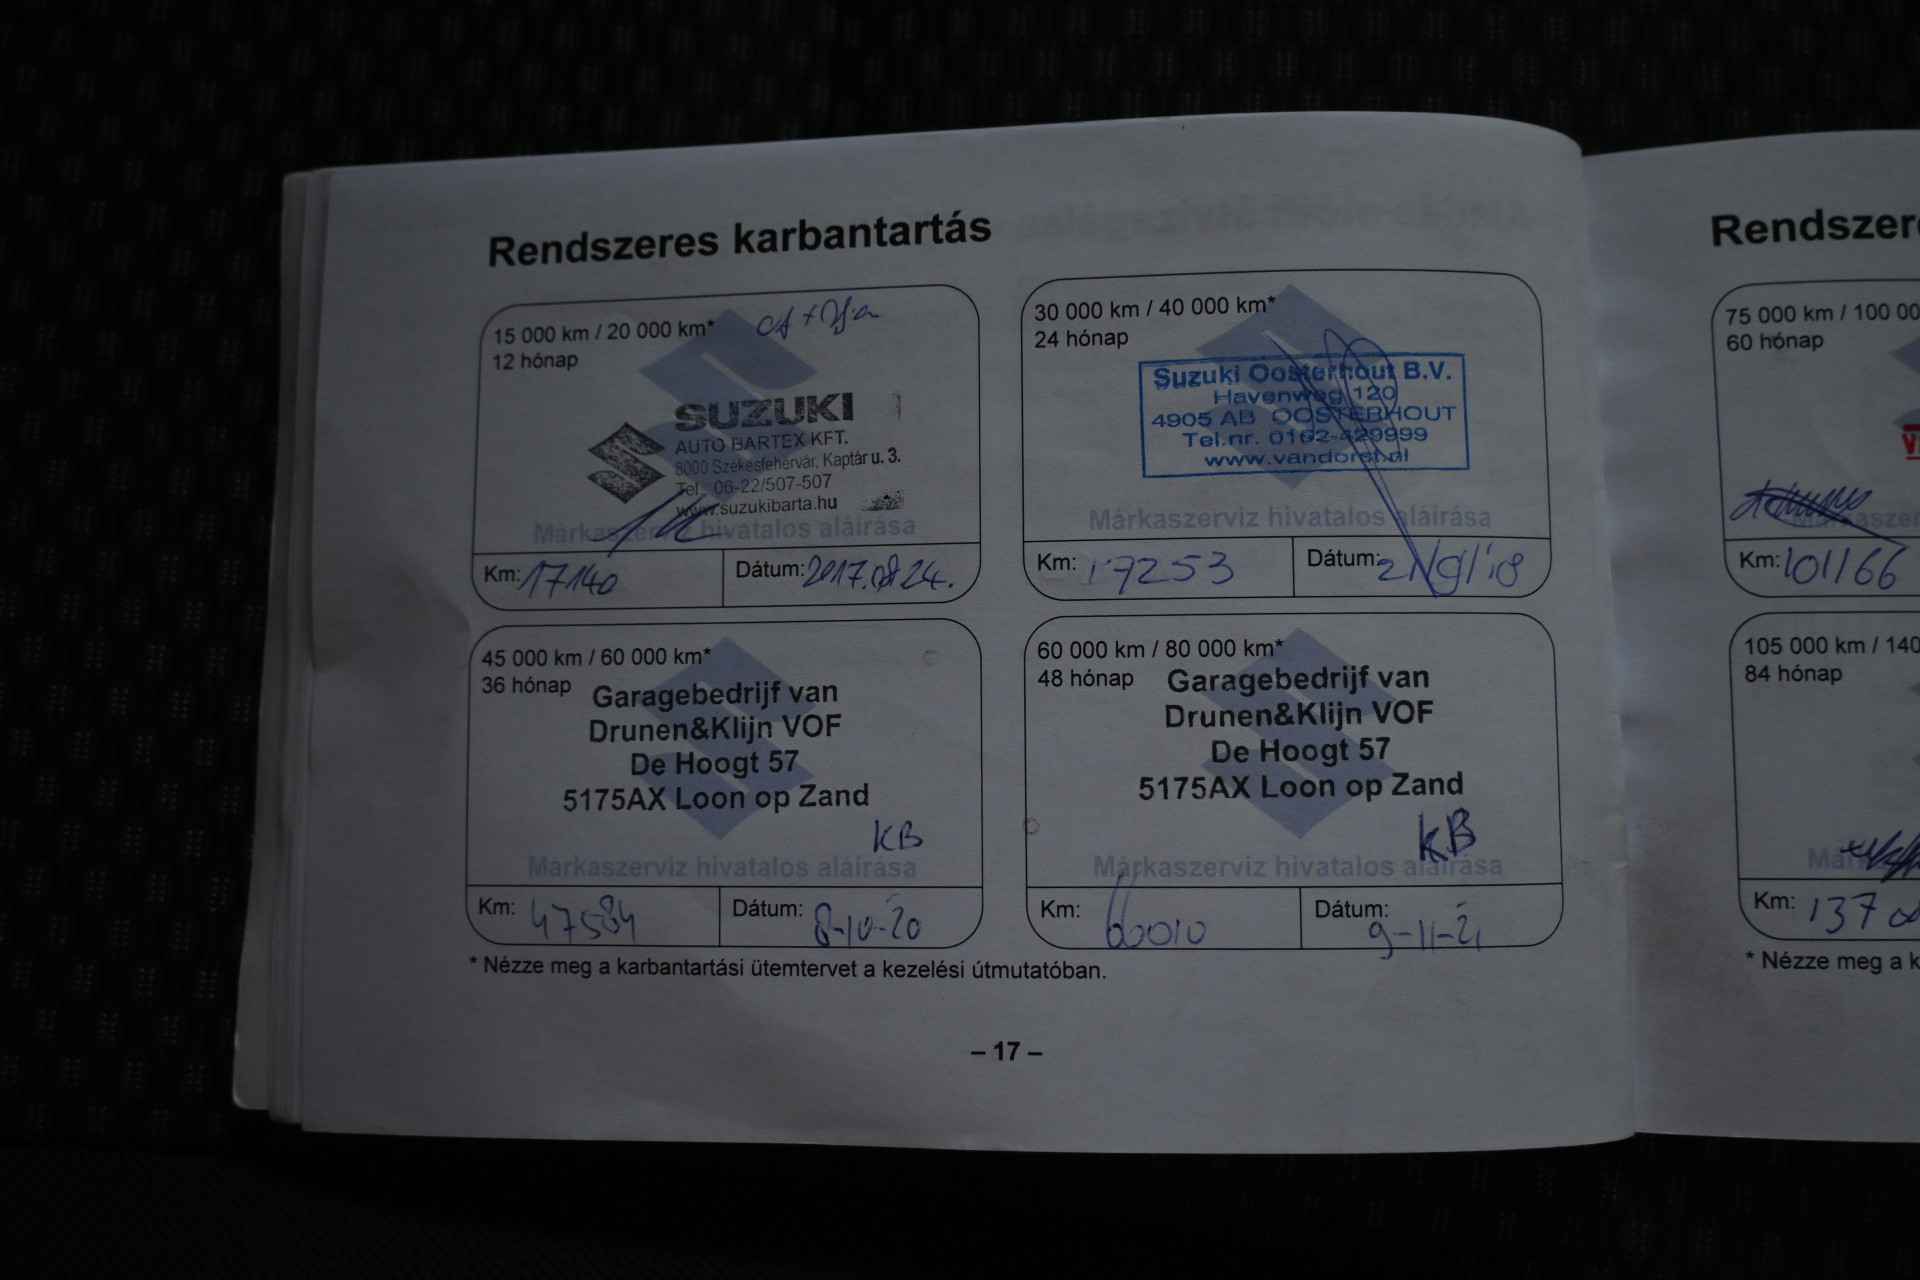 Rendszeres karbantartás
15 000 km / 20 000 km*
12 hónap
SUZUKI
AUTO BARTEX KFT.
8000 Székesfehérvár, Kaptár u. 3.
Tel.: 06-22/507-507
www.suzukibarta.hu
Márkaszerviz hivatalos aláírása
Km: 17140
Dátum: 2017.08.24.
30 000 km / 40 000 km*
24 hónap
Suzuki Oosterhout B.V.
Havenweg 120
4905 AB OOSTERHOUT
Tel.nr. 0162-429999
www.vandorst.nl
Márkaszerviz hivatalos aláírása
Km: 17253
Dátum: 21/9/'18
45 000 km / 60 000 km*
36 hónap
Garagebedrijf van
Drunen&Klijn VOF
De Hoogt 57
5175AX Loon op Zand
KB
Márkaszerviz hivatalos aláírása
Km: 47584
Dátum: 8-10-20
60 000 km / 80 000 km*
48 hónap
Garagebedrijf van
Drunen&Klijn VOF
De Hoogt 57
5175AX Loon op Zand
KB
Márkaszerviz hivatalos aláírása
Km: 66010
Dátum: 9-11-21
* Nézze meg a karbantartási ütemtervet a kezelési útmutatóban.
– 17 –
Rendszer
75 000 km / 100 00
60 hónap
Km: 101166
105 000 km / 140
84 hónap
Km: 137
* Nézze meg a k